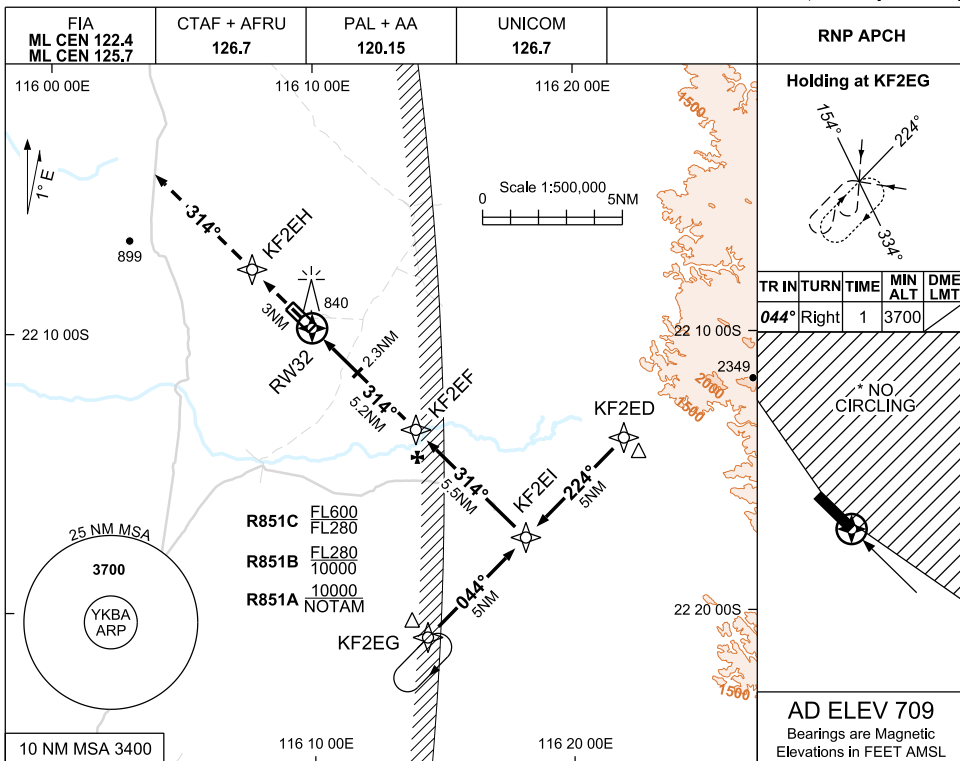 FIA
ML CEN 122.4
ML CEN 125.7
CTAF + AFRU
126.7
PAL + AA
120.15
UNICOM
126.7
RNP APCH
116 00 00E
116 10 00E
116 20 00E
1° E
Scale 1:500,000
0
5NM
1500
314°
KF2EH
899
3NM
840
RW32
22 10 00S
22 10 00S
2.3NM
314°
5.2NM
KF2EF
2349
2000
1500
KF2ED
314°
5.5NM
KF2EI
224°
5NM
R851C FL600
FL280
R851B FL280
10000
R851A 10000
NOTAM
044°
5NM
KF2EG
22 20 00S
1500
25 NM MSA
3700
YKBA
ARP
10 NM MSA 3400
116 10 00E
116 20 00E
Holding at KF2EG
154°
224°
334°
TR IN TURN TIME MIN ALT DME LMT
044° Right 1 3700
* NO
CIRCLING
AD ELEV 709
Bearings are Magnetic
Elevations in FEET AMSL